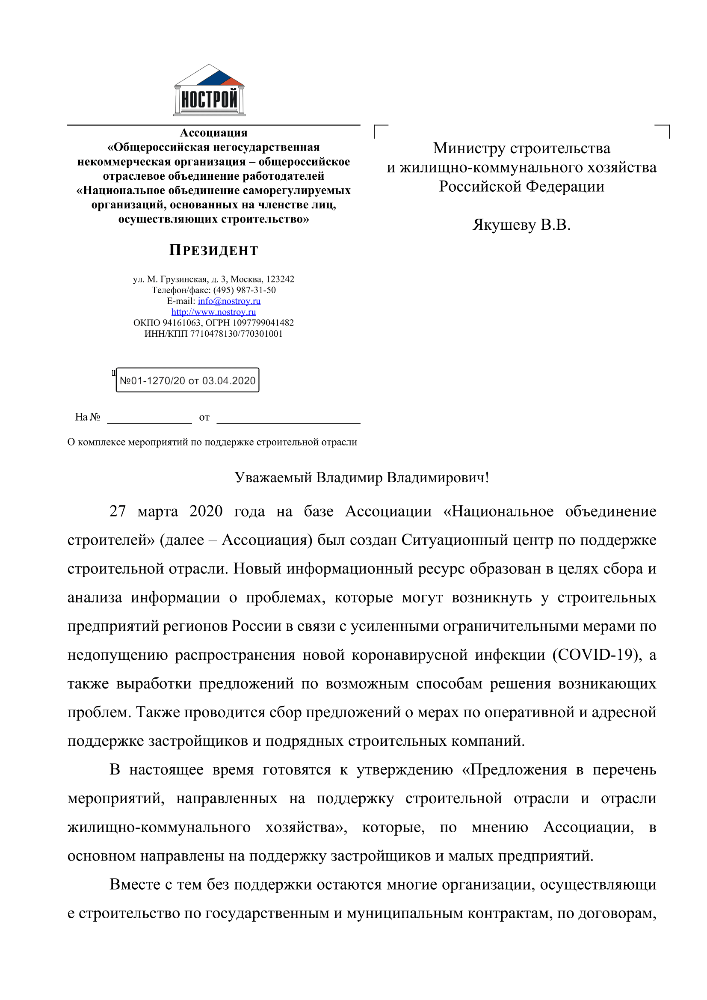 НОСТРОЙ
Ассоциация
«Общероссийская негосударственная
некоммерческая организация – общероссийское
отраслевое объединение работодателей
«Национальное объединение саморегулируемых
организаций, основанных на членстве лиц,
осуществляющих строительство»
ПРЕЗИДЕНТ
ул. М. Грузинская, д. 3, Москва, 123242
Телефон/факс: (495) 987-31-50
E-mail: info@nostroy.ru
http://www.nostroy.ru
ОКПО 94161063, ОГРН 1097799041482
ИНН/КПП 7710478130/770301001
№01-1270/20 от 03.04.2020
На № от
О комплексе мероприятий по поддержке строительной отрасли
Министру строительства
и жилищно-коммунального хозяйства
Российской Федерации
Якушеву В.В.
Уважаемый Владимир Владимирович!
27 марта 2020 года на базе Ассоциации «Национальное объединение
строителей» (далее – Ассоциация) был создан Ситуационный центр по поддержке
строительной отрасли. Новый информационный ресурс образован в целях сбора и
анализа информации о проблемах, которые могут возникнуть у строительных
предприятий регионов России в связи с усиленными ограничительными мерами по
недопущению распространения новой коронавирусной инфекции (COVID-19), а
также выработки предложений по возможным способам решения возникающих
проблем. Также проводится сбор предложений о мерах по оперативной и адресной
поддержке застройщиков и подрядных строительных компаний.
В настоящее время готовятся к утверждению «Предложения в перечень
мероприятий, направленных на поддержку строительной отрасли и отрасли
жилищно-коммунального хозяйства», которые, по мнению Ассоциации, в
основном направлены на поддержку застройщиков и малых предприятий.
Вместе с тем без поддержки остаются многие организации, осуществляющи
е строительство по государственным и муниципальным контрактам, по договорам,